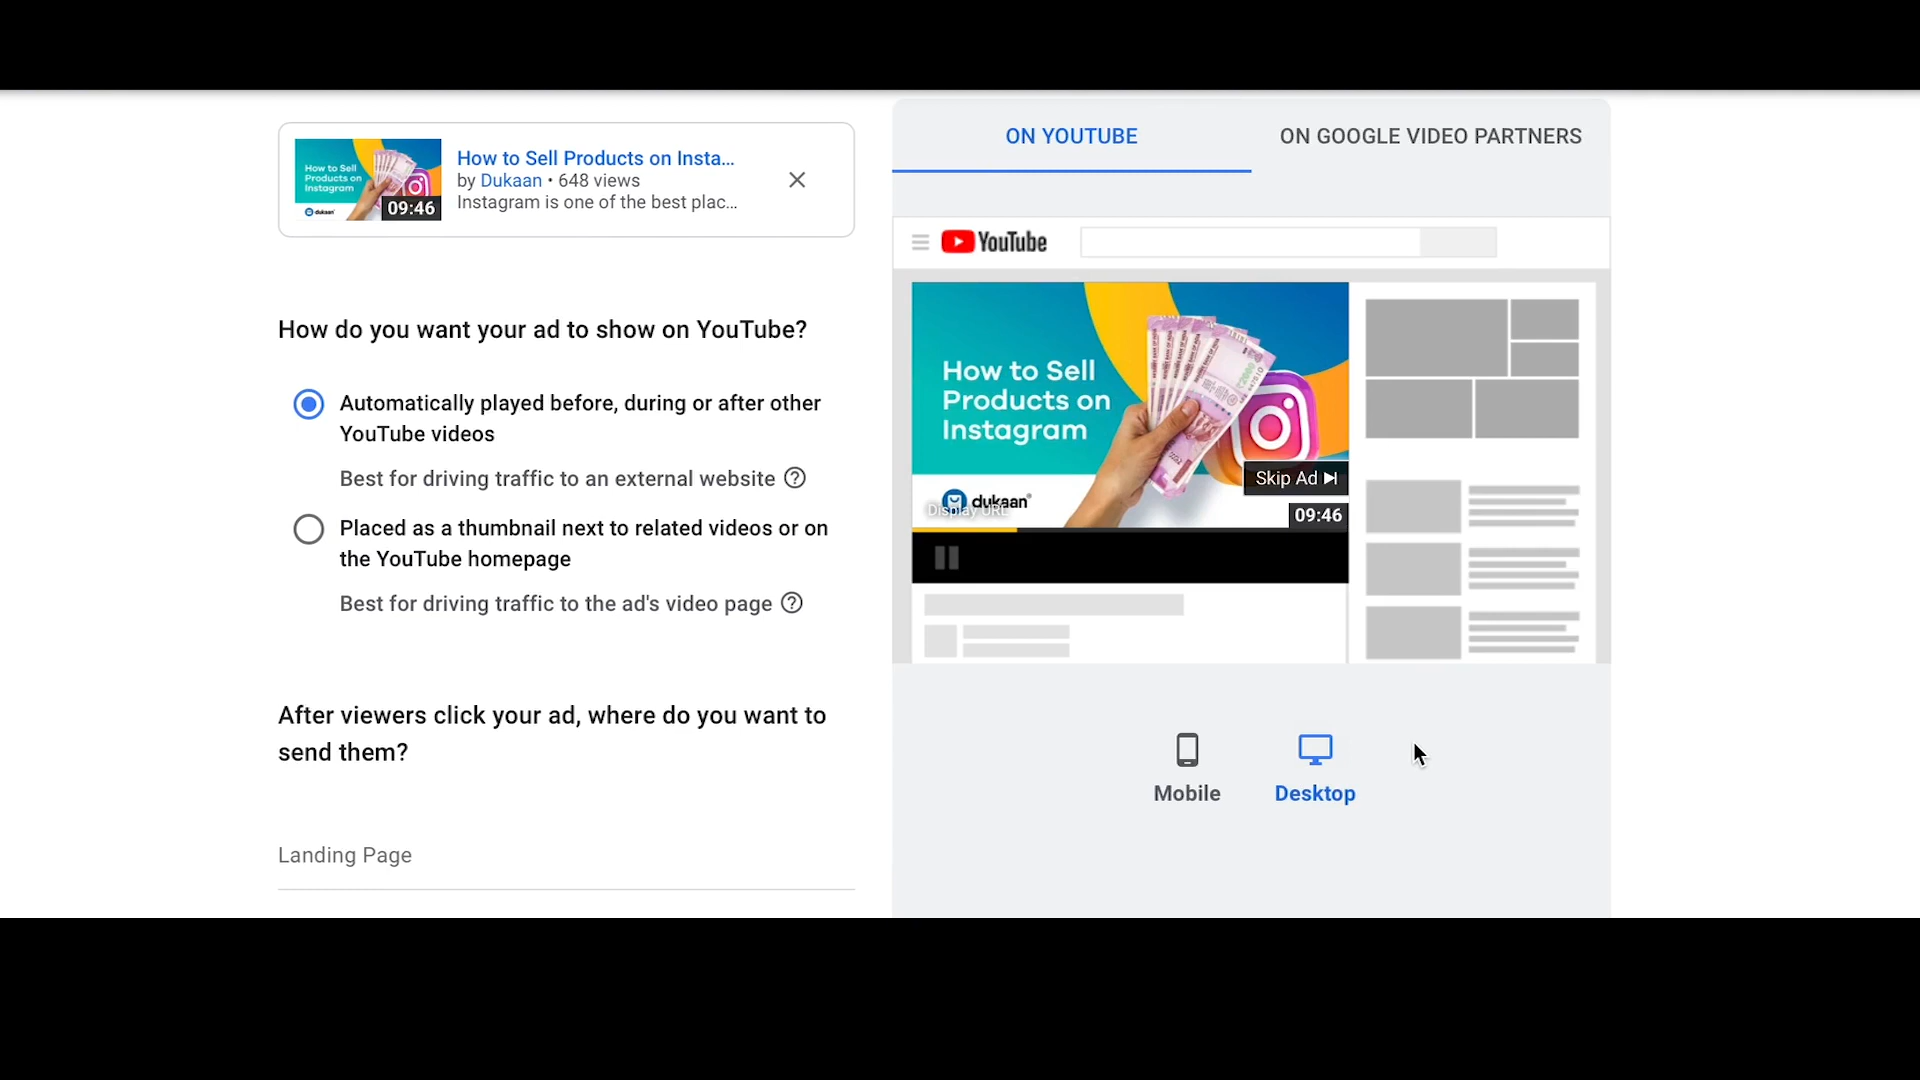 How to Sell
Products on
Instagram
dukaan
09:46
How to Sell Products on Insta...
by Dukaan • 648 views
Instagram is one of the best plac...
How do you want your ad to show on YouTube?
Automatically played before, during or after other
YouTube videos
Best for driving traffic to an external website
Placed as a thumbnail next to related videos or on
the YouTube homepage
Best for driving traffic to the ad's video page
After viewers click your ad, where do you want to
send them?
Landing Page
ON YOUTUBE
ON GOOGLE VIDEO PARTNERS
YouTube
How to Sell
Products on
Instagram
Skip Ad
dukaan
Display URL
09:46
Mobile
Desktop